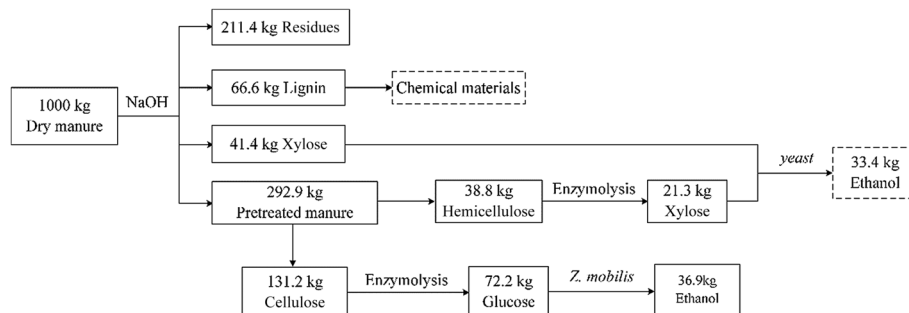 211.4 kg Residues
66.6 kg Lignin
Chemical materials
1000 kg
Dry manure
NaOH
41.4 kg Xylose
yeast
33.4 kg
Ethanol
292.9 kg
Pretreated manure
38.8 kg
Hemicellulose
Enzymolysis
21.3 kg
Xylose
131.2 kg
Cellulose
Enzymolysis
72.2 kg
Glucose
Z. mobilis
36.9kg
Ethanol